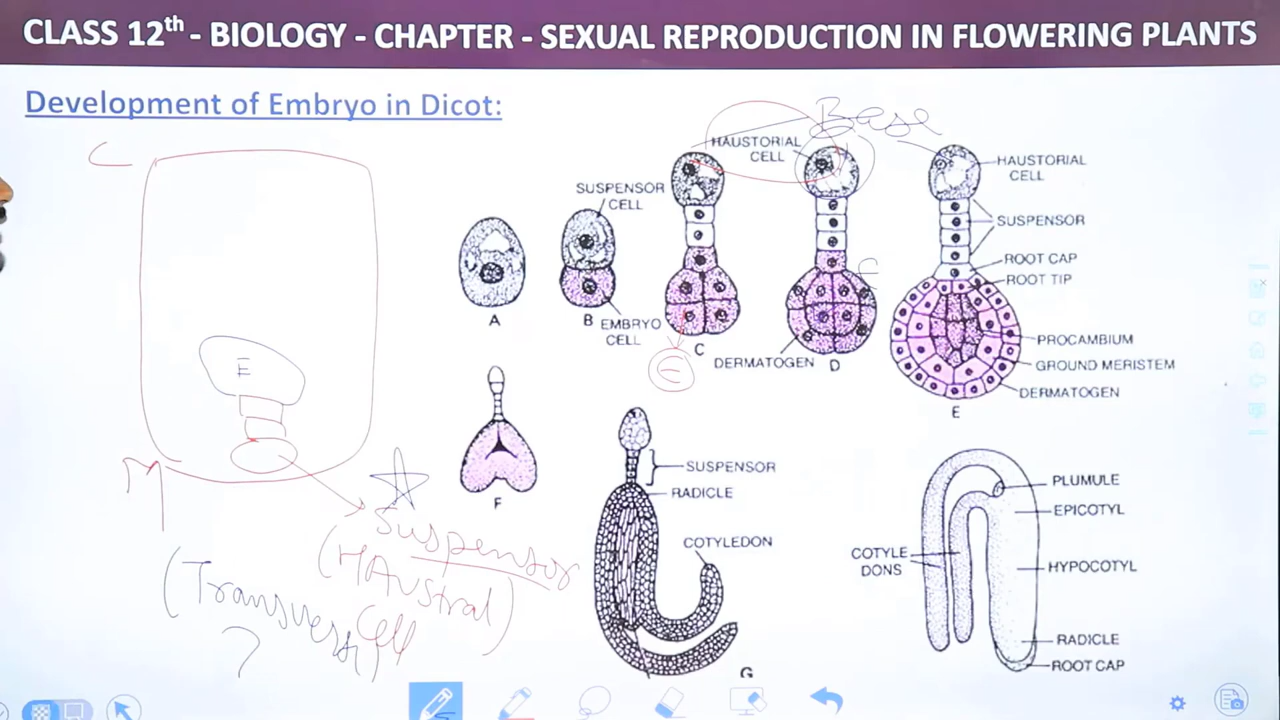 CLASS 12th - BIOLOGY - CHAPTER - SEXUAL REPRODUCTION IN FLOWERING PLANTS
Development of Embryo in Dicot:
C
Base
HAUSTORIAL
CELL
HAUSTORIAL
CELL
SUSPENSOR
CELL
SUSPENSOR
ROOT CAP
ROOT TIP
A
B
EMBRYO
CELL
C
DERMATOGEN
D
PROCAMBIUM
GROUND MERISTEM
DERMATOGEN
E
E
E
M
F
Suspensor
(HAUstral
Cell)
(Transvers
?
SUSPENSOR
RADICLE
COTYLEDON
G
COTYLE
DONS
PLUMULE
EPICOTYL
HYPOCOTYL
RADICLE
ROOT CAP